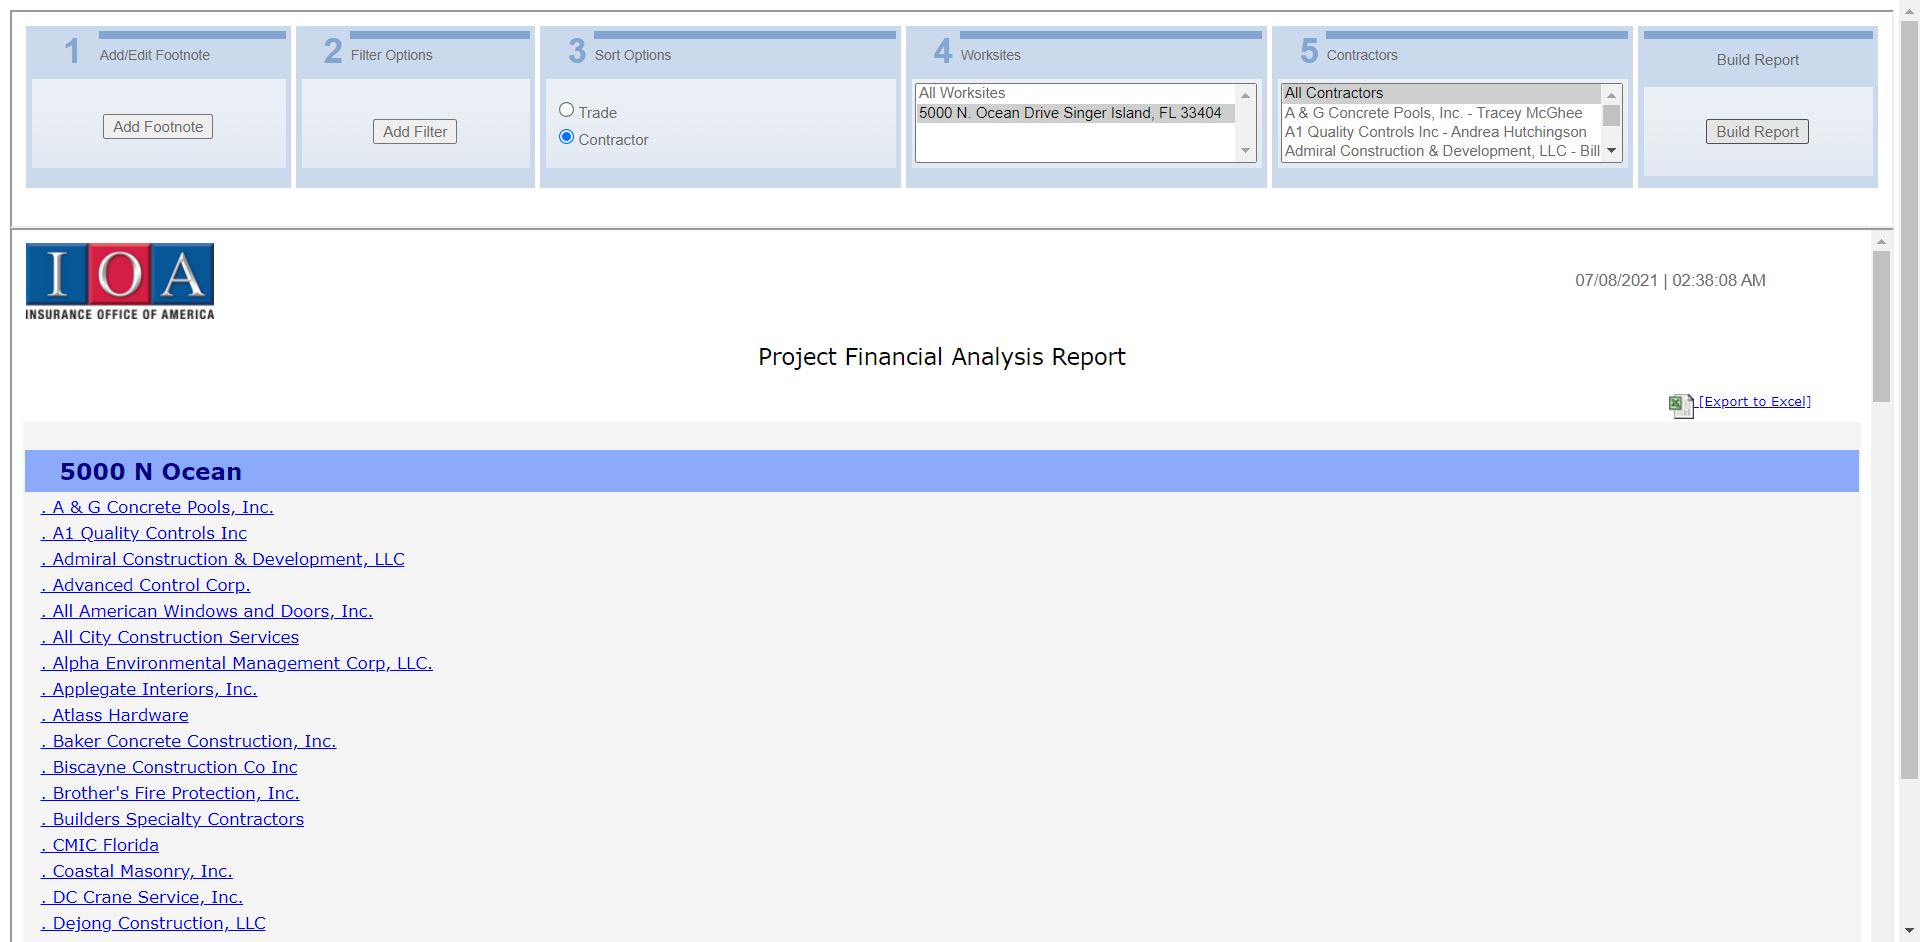 1 Add/Edit Footnote
Add Footnote
2 Filter Options
Add Filter
3 Sort Options
Trade
Contractor
4 Worksites
All Worksites
5000 N. Ocean Drive Singer Island, FL 33404
5 Contractors
All Contractors
A & G Concrete Pools, Inc. - Tracey McGhee
A1 Quality Controls Inc - Andrea Hutchingson
Admiral Construction & Development, LLC - Bill
Build Report
Build Report
IOA
INSURANCE OFFICE OF AMERICA
07/08/2021 | 02:38:08 AM
Project Financial Analysis Report
[Export to Excel]
5000 N Ocean
. A & G Concrete Pools, Inc.
. A1 Quality Controls Inc
. Admiral Construction & Development, LLC
. Advanced Control Corp.
. All American Windows and Doors, Inc.
. All City Construction Services
. Alpha Environmental Management Corp, LLC.
. Applegate Interiors, Inc.
. Atlass Hardware
. Baker Concrete Construction, Inc.
. Biscayne Construction Co Inc
. Brother's Fire Protection, Inc.
. Builders Specialty Contractors
. CMIC Florida
. Coastal Masonry, Inc.
. DC Crane Service, Inc.
. Dejong Construction, LLC